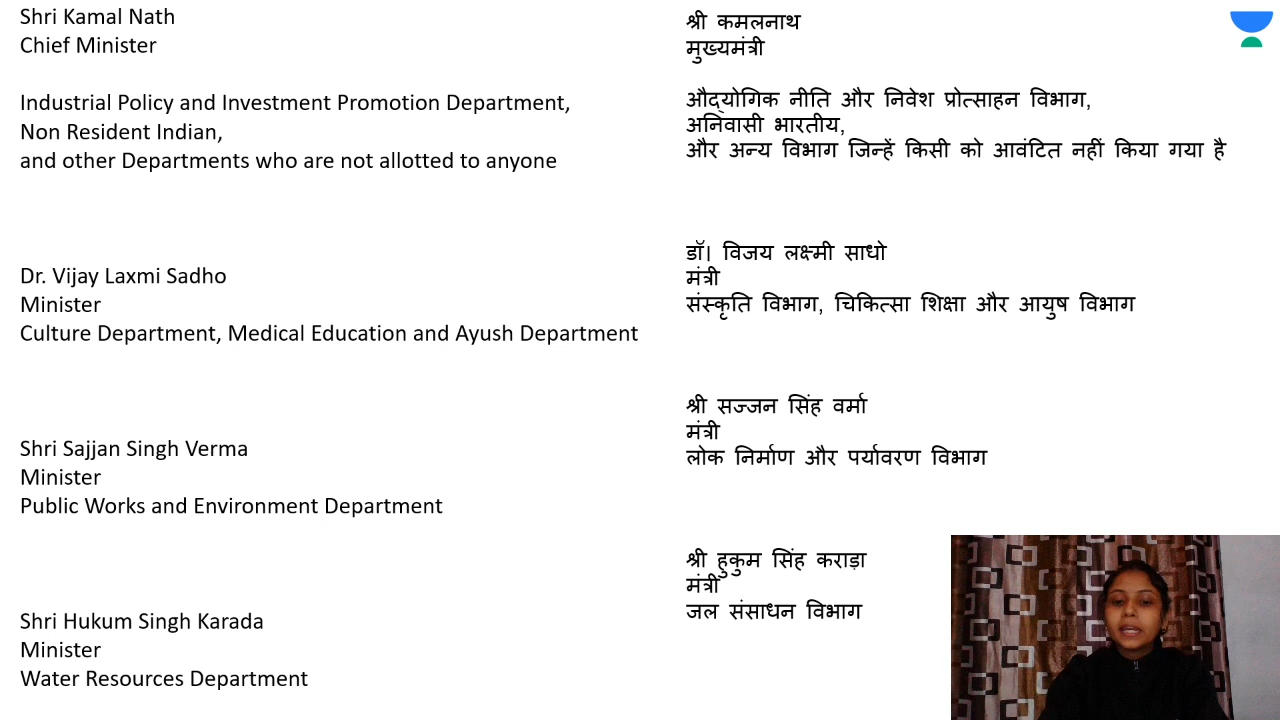 Shri Kamal Nath
Chief Minister
Industrial Policy and Investment Promotion Department,
Non Resident Indian,
and other Departments who are not allotted to anyone
Dr. Vijay Laxmi Sadho
Minister
Culture Department, Medical Education and Ayush Department
Shri Sajjan Singh Verma
Minister
Public Works and Environment Department
Shri Hukum Singh Karada
Minister
Water Resources Department
श्री कमलनाथ
मुख्यमंत्री
औद्योगिक नीति और निवेश प्रोत्साहन विभाग,
अनिवासी भारतीय,
और अन्य विभाग जिन्हें किसी को आवंटित नहीं किया गया है
डॉ। विजय लक्ष्मी साधो
मंत्री
संस्कृति विभाग, चिकित्सा शिक्षा और आयुष विभाग
श्री सज्जन सिंह वर्मा
मंत्री
लोक निर्माण और पर्यावरण विभाग
श्री हुकुम सिंह कराड़ा
मंत्री
जल संसाधन विभाग